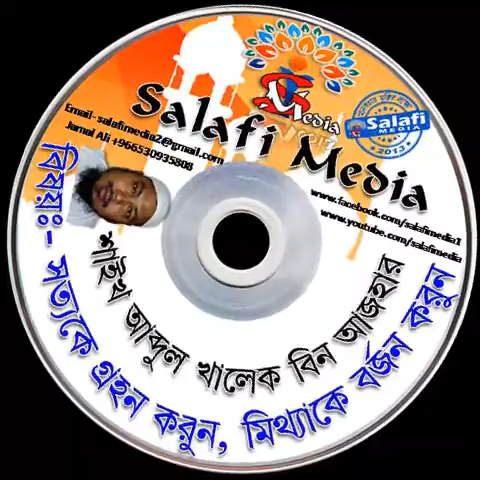 Salafi Media
Email- salafimedia2@gmail.com
Jamal Ali +966530935808
Media
Salafi
MEDIA
2013
www.facebook.com/salafimedia1
www.youtube.com/salafimedia
শাইখ আব্দুল খালেক বিন আজহার
বিষয়ঃ- সত্যকে গ্রহন করুন, মিথ্যাকে বর্জন করুন